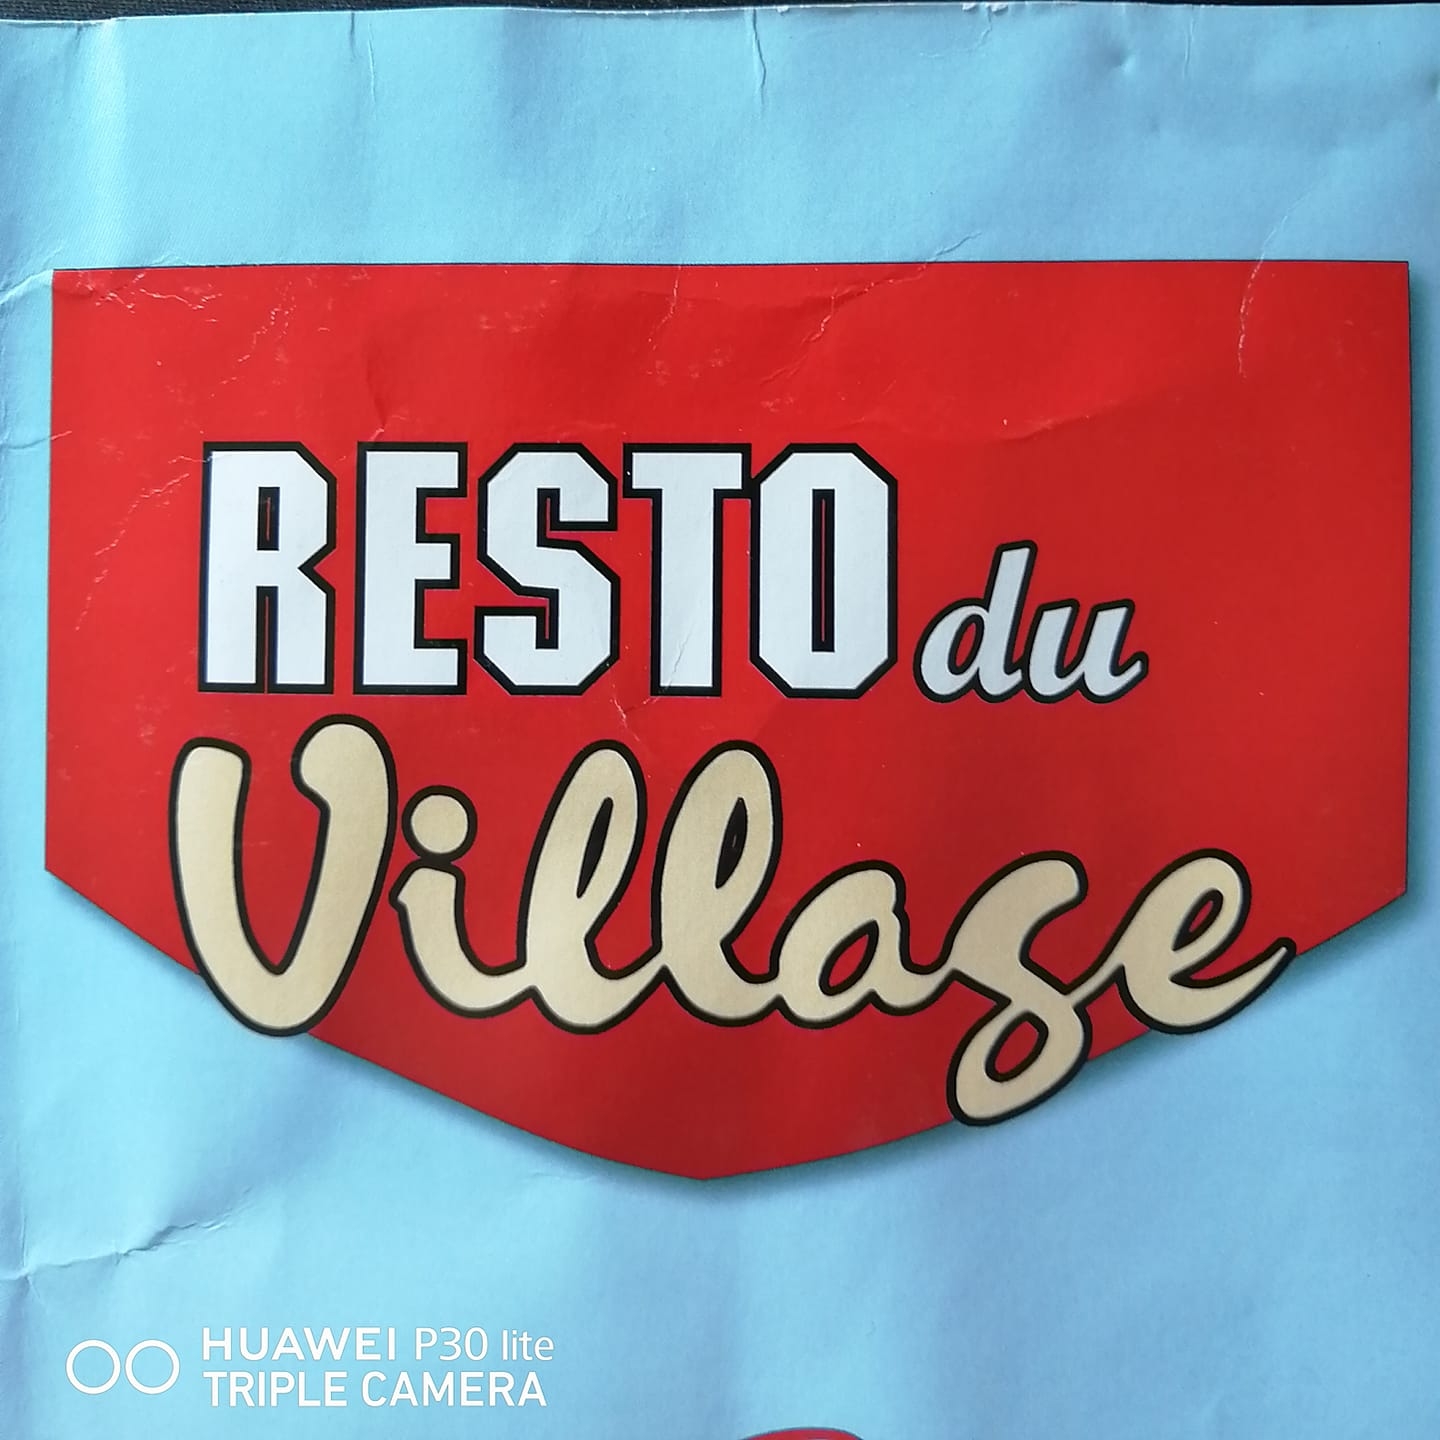 RESTO du
Village
HUAWEI P30 lite
TRIPLE CAMERA